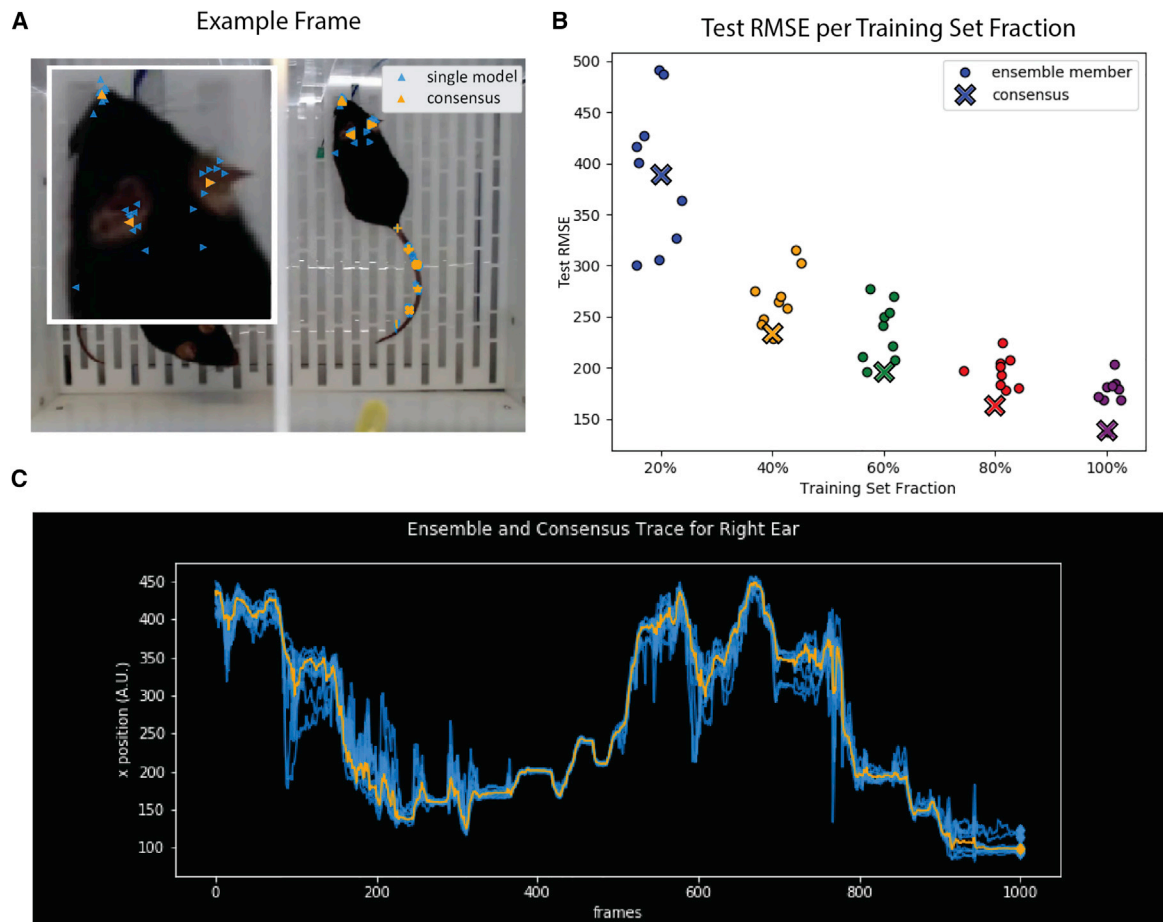 A
Example Frame
single model
consensus
B
Test RMSE per Training Set Fraction
ensemble member
consensus
500
450
400
350
300
250
200
150
Test RMSE
20%
40%
60%
80%
100%
Training Set Fraction
C
Ensemble and Consensus Trace for Right Ear
450
400
350
300
250
200
150
100
x position (A.U.)
0
200
400
600
800
1000
frames